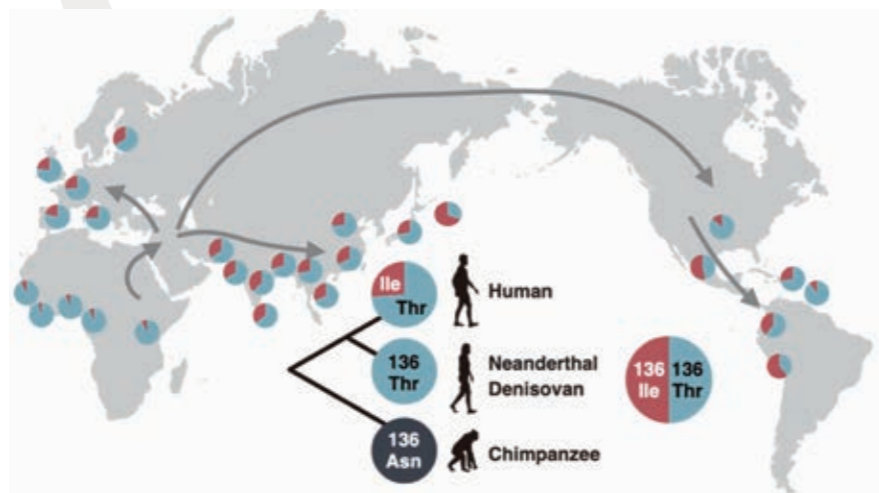 Ile
Thr
Human
136
Thr
Neanderthal
Denisovan
136
Ile
136
Thr
136
Asn
Chimpanzee